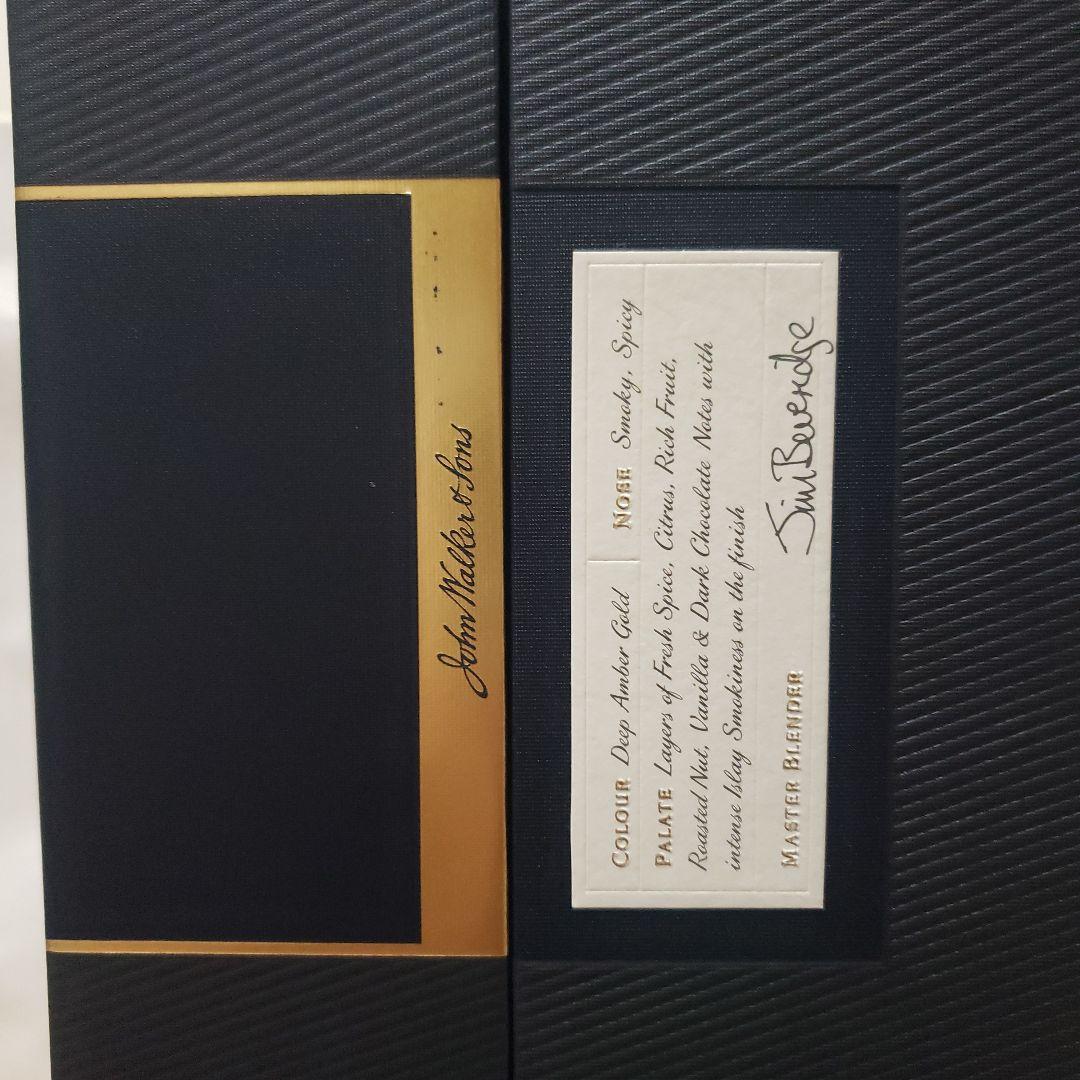 John Walker & Sons
COLOUR Deep Amber Gold NOSE Smoky, Spicy
PALATE Layers of Fresh Spice, Citrus, Rich Fruit,
Roasted Nut, Vanilla & Dark Chocolate Notes with
intense Islay Smokiness on the finish
MASTER BLENDER Jim Beveridge